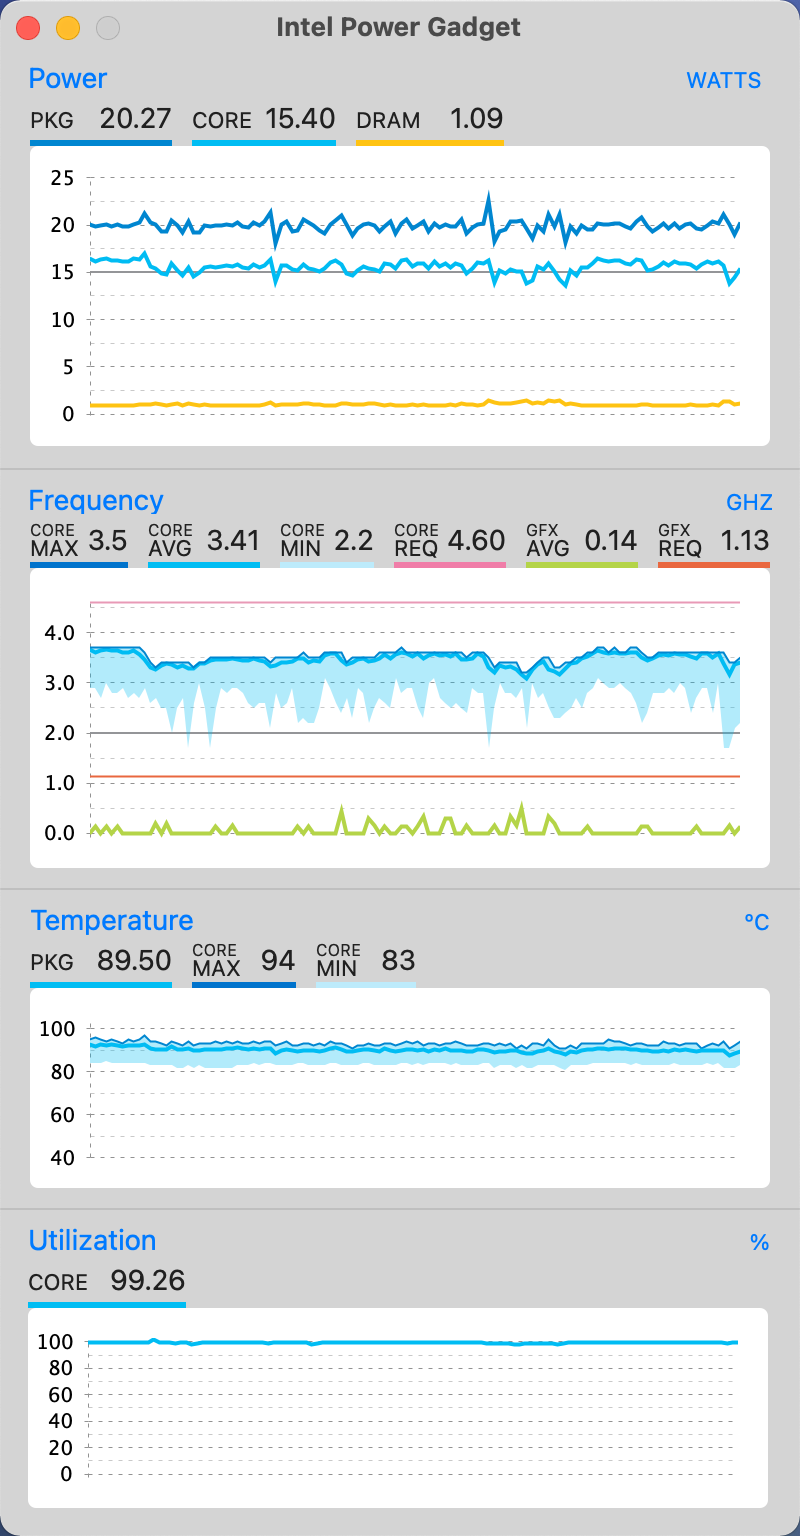 Intel Power Gadget
Power WATTS
PKG 20.27 CORE 15.40 DRAM 1.09
25
20
15
10
5
0
Frequency GHZ
CORE MAX 3.5 CORE AVG 3.41 CORE MIN 2.2 CORE REQ 4.60 GFX AVG 0.14 GFX REQ 1.13
4.0
3.0
2.0
1.0
0.0
Temperature °C
PKG 89.50 CORE MAX 94 CORE MIN 83
100
80
60
40
Utilization %
CORE 99.26
100
80
60
40
20
0